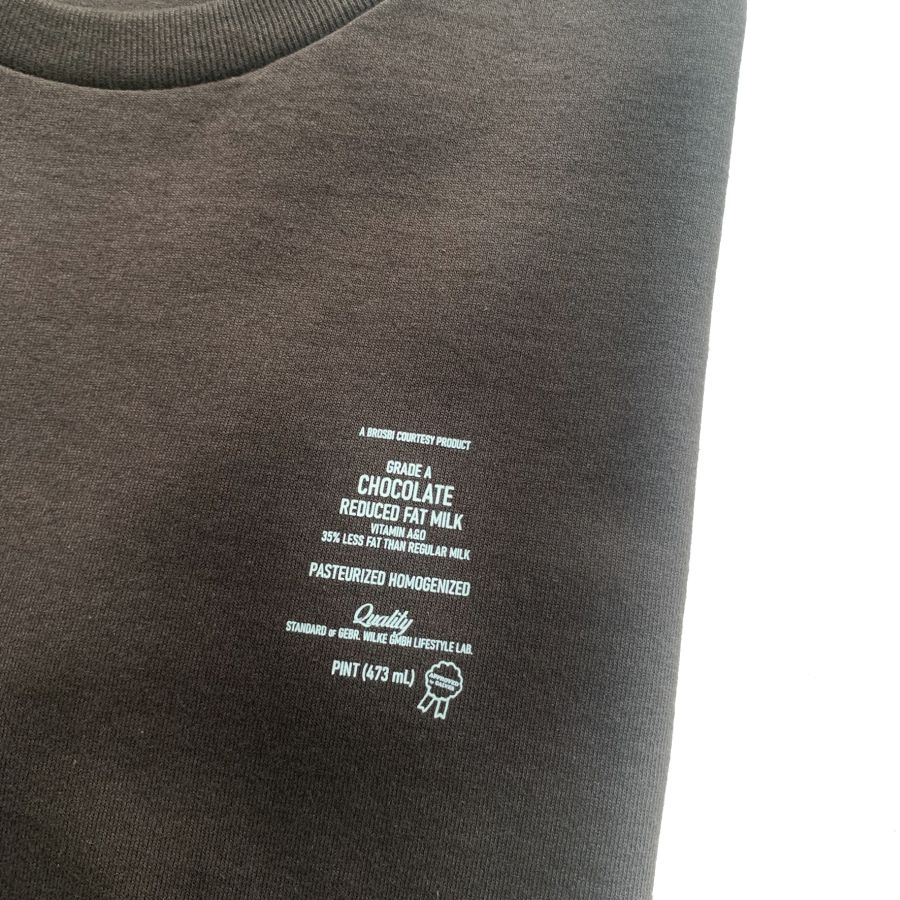 A BROSBI COURTESY PRODUCT
GRADE A
CHOCOLATE
REDUCED FAT MILK
VITAMIN A&D
35% LESS FAT THAN REGULAR MILK
PASTEURIZED HOMOGENIZED
Quality
STANDARD OF GEBR. WILKE GMBH LIFESTYLE LAB.
PINT (473 mL)
APPROVED